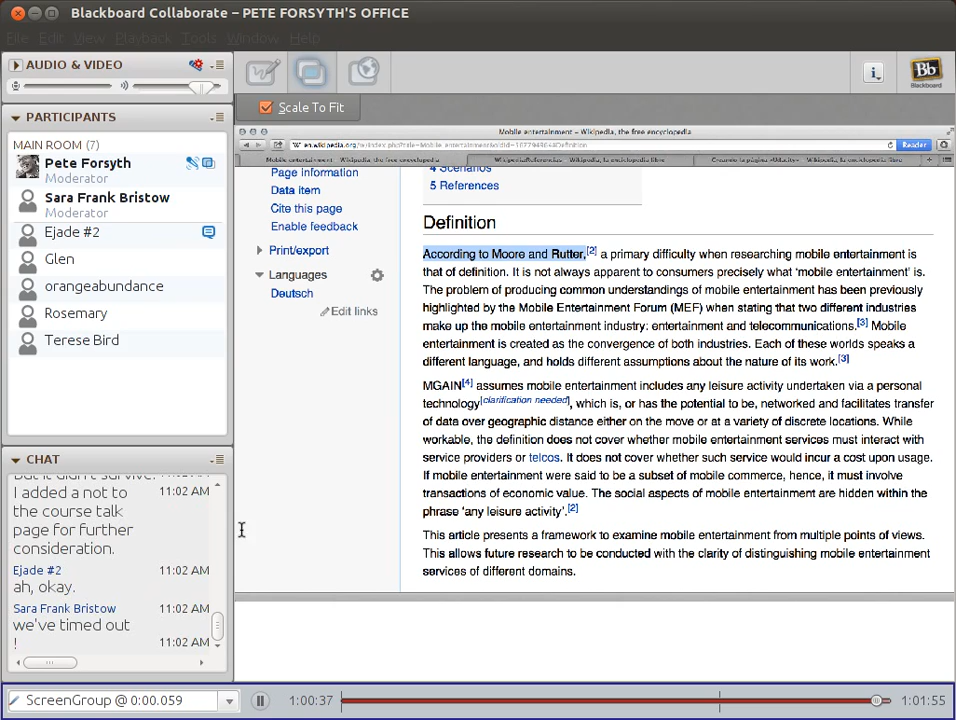 Blackboard Collaborate – PETE FORSYTH'S OFFICE
File Edit View Playback Tools Window Help
AUDIO & VIDEO
PARTICIPANTS
MAIN ROOM (7)
Pete Forsyth
Moderator
Sara Frank Bristow
Moderator
Ejade #2
Glen
orangeabundance
Rosemary
Terese Bird
CHAT
I added a not to 11:02 AM
the course talk
page for further
consideration.
Ejade #2 11:02 AM
ah, okay.
Sara Frank Bristow 11:02 AM
we've timed out
! 11:02 AM
i
Bb
Blackboard
Scale To Fit
Mobile entertainment – Wikipedia, the free encyclopedia
Reader
Mobile entertainment - Wikipedia, the free encyclopedia
Page information
Data item
Cite this page
Enable feedback
Print/export
Languages
Deutsch
Edit links
4 Scenarios
5 References
Definition
According to Moore and Rutter,[2] a primary difficulty when researching mobile entertainment is
that of definition. It is not always apparent to consumers precisely what 'mobile entertainment' is.
The problem of producing common understandings of mobile entertainment has been previously
highlighted by the Mobile Entertainment Forum (MEF) when stating that two different industries
make up the mobile entertainment industry: entertainment and telecommunications.[3] Mobile
entertainment is created as the convergence of both industries. Each of these worlds speaks a
different language, and holds different assumptions about the nature of its work.[3]
MGAIN[4] assumes mobile entertainment includes any leisure activity undertaken via a personal
technology[clarification needed], which is, or has the potential to be, networked and facilitates transfer
of data over geographic distance either on the move or at a variety of discrete locations. While
workable, the definition does not cover whether mobile entertainment services must interact with
service providers or telcos. It does not cover whether such service would incur a cost upon usage.
If mobile entertainment were said to be a subset of mobile commerce, hence, it must involve
transactions of economic value. The social aspects of mobile entertainment are hidden within the
phrase 'any leisure activity'.[2]
This article presents a framework to examine mobile entertainment from multiple points of views.
This allows future research to be conducted with the clarity of distinguishing mobile entertainment
services of different domains.
ScreenGroup @ 0:00.059
1:00:37
1:01:55